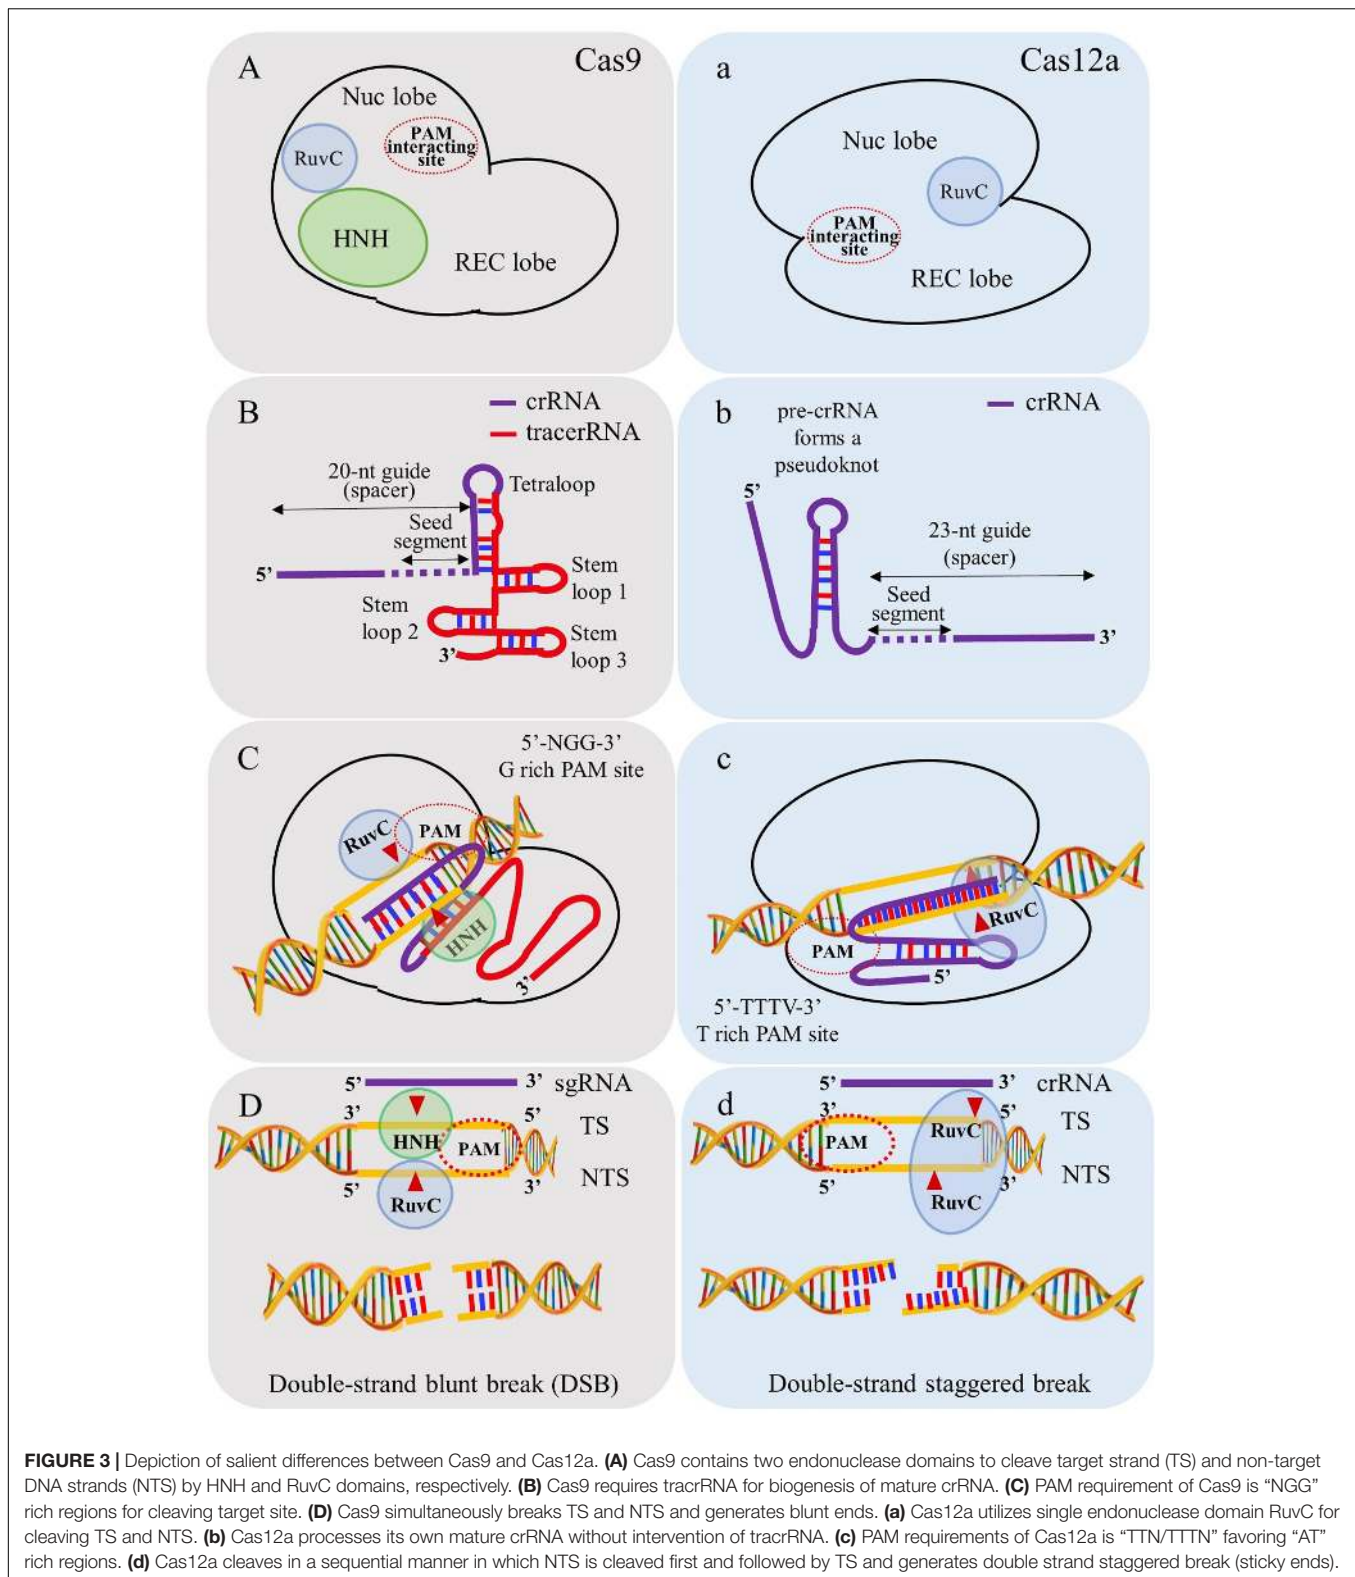 A
Cas9
Nuc lobe
PAM
interacting
site
RuvC
HNH
REC lobe
a
Cas12a
Nuc lobe
RuvC
PAM
interacting
site
REC lobe
B
crRNA
tracerRNA
20-nt guide
(spacer)
Tetraloop
Seed
segment
5’
Stem
loop 1
Stem
loop 2
Stem
loop 3
3’
b
pre-crRNA
forms a
pseudoknot
crRNA
5’
23-nt guide
(spacer)
Seed
segment
3’
C
5’-NGG-3’
G rich PAM site
RuvC
PAM
HNH
3’
c
RuvC
PAM
5’
5’-TTTV-3’
T rich PAM site
D
5’
3’
sgRNA
3’
5’
TS
HNH
PAM
5’
3’
NTS
RuvC
Double-strand blunt break (DSB)
d
5’
3’
crRNA
3’
5’
TS
RuvC
PAM
5’
3’
NTS
RuvC
Double-strand staggered break
FIGURE 3 | Depiction of salient differences between Cas9 and Cas12a. (A) Cas9 contains two endonuclease domains to cleave target strand (TS) and non-target
DNA strands (NTS) by HNH and RuvC domains, respectively. (B) Cas9 requires tracrRNA for biogenesis of mature crRNA. (C) PAM requirement of Cas9 is “NGG”
rich regions for cleaving target site. (D) Cas9 simultaneously breaks TS and NTS and generates blunt ends. (a) Cas12a utilizes single endonuclease domain RuvC for
cleaving TS and NTS. (b) Cas12a processes its own mature crRNA without intervention of tracrRNA. (c) PAM requirements of Cas12a is “TTN/TTTN” favoring “AT”
rich regions. (d) Cas12a cleaves in a sequential manner in which NTS is cleaved first and followed by TS and generates double strand staggered break (sticky ends).